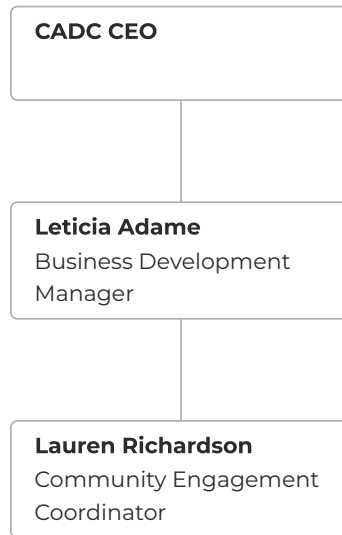 CADC CEO
Leticia Adame
Business Development
Manager
Lauren Richardson
Community Engagement
Coordinator